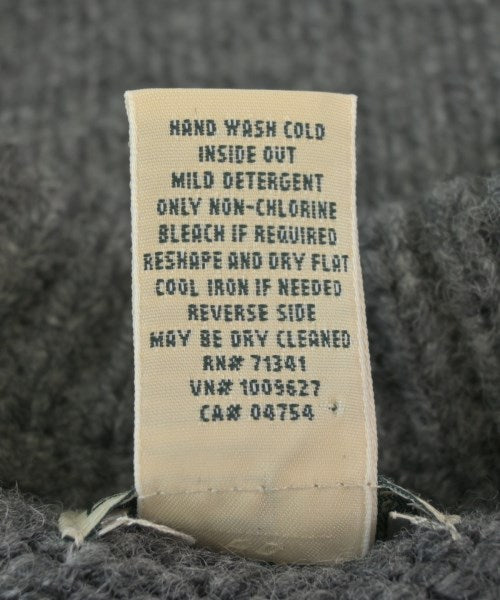 HAND WASH COLD
INSIDE OUT
MILD DETERGENT
ONLY NON-CHLORINE
BLEACH IF REQUIRED
RESHAPE AND DRY FLAT
COOL IRON IF NEEDED
REVERSE SIDE
MAY BE DRY CLEANED
RN# 71341
VN# 1009627
CA# 04754